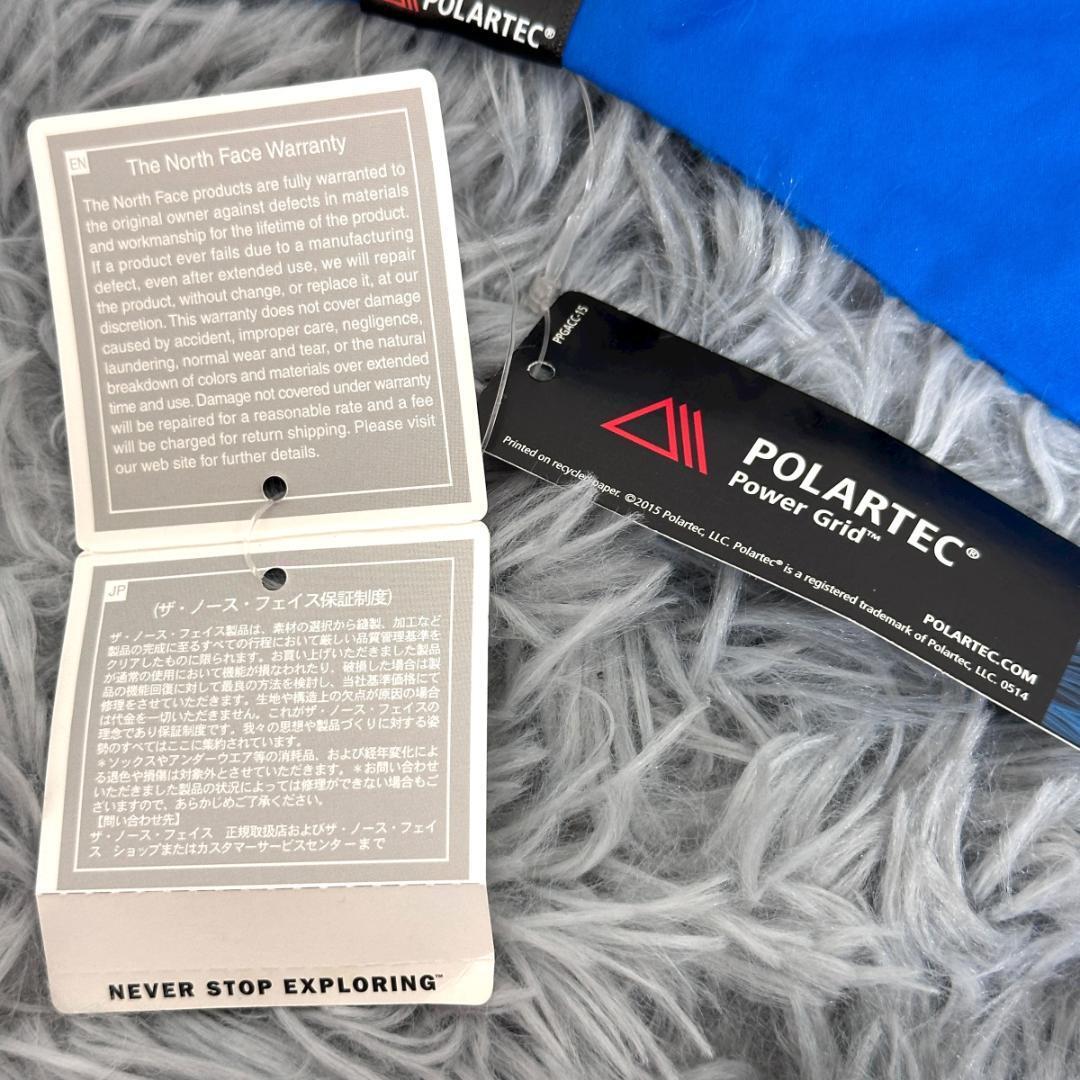 POLARTEC®
EN
The North Face Warranty
The North Face products are fully warranted to
the original owner against defects in materials
and workmanship for the lifetime of the product.
If a product ever fails due to a manufacturing
defect, even after extended use, we will repair
the product, without change, or replace it, at our
discretion. This warranty does not cover damage
caused by accident, improper care, negligence,
laundering, normal wear and tear, or the natural
breakdown of colors and materials over extended
time and use. Damage not covered under warranty
will be repaired for a reasonable rate and a fee
will be charged for return shipping. Please visit
our web site for further details.
JP
(ザ・ノース・フェイス保証制度)
ザ・ノース・フェイス製品は、素材の選択から縫製、加工など
製品の完成に至るすべての行程において厳しい品質管理基準を
クリアしたものに限られます。お買い上げいただきました製品
が通常の使用において機能が損なわれたり、破損した場合は製
品の機能回復に対して最良の方法を検討し、当社基準価格にて
修理をさせていただきます。生地や構造上の欠点が原因の場合
は代金を一切いただきません。これがザ・ノース・フェイスの
理念であり保証制度です。我々の思想や製品づくりに対する姿
勢のすべてはここに集約されています。
＊ソックスやアンダーウエア等の消耗品、および経年変化によ
る退色や損傷は対象外とさせていただきます。＊お問い合わせ
いただきました製品の状況によっては修理ができない場合もご
ざいますので、あらかじめご了承ください。
【問い合わせ先】
ザ・ノース・フェイス 正規取扱店およびザ・ノース・フェイ
ス ショップまたはカスタマーサービスセンターまで
NEVER STOP EXPLORING™
PPGACC-15
POLARTEC®
Power Grid™
POLARTEC.COM
Printed on recycled paper. ©2015 Polartec, LLC. Polartec® is a registered trademark of Polartec, LLC. 0514